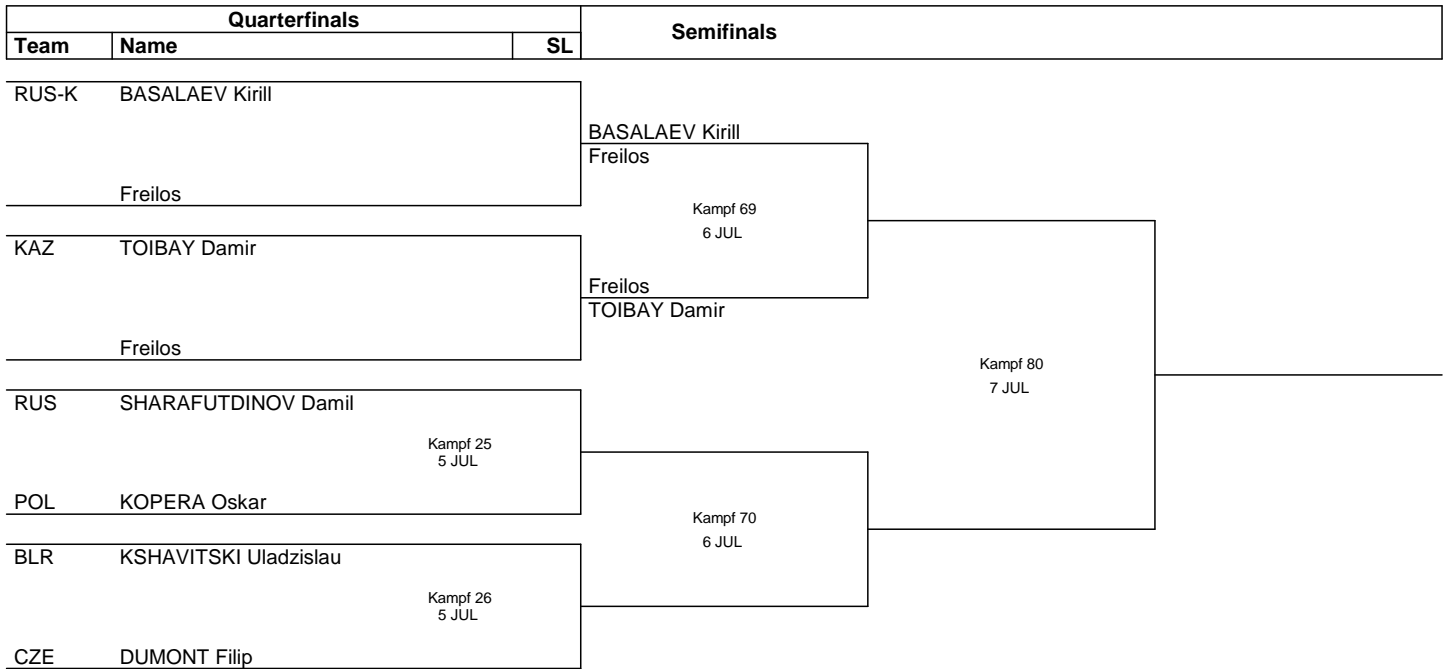 Quarterfinals
Semifinals
Team Name SL
RUS-K BASALAEV Kirill
BASALAEV Kirill
Freilos
Freilos
Kampf 69
6 JUL
KAZ TOIBAY Damir
Freilos
TOIBAY Damir
Freilos
Kampf 80
7 JUL
RUS SHARAFUTDINOV Damil
Kampf 25
5 JUL
POL KOPERA Oskar
Kampf 70
6 JUL
BLR KSHAVITSKI Uladzislau
Kampf 26
5 JUL
CZE DUMONT Filip